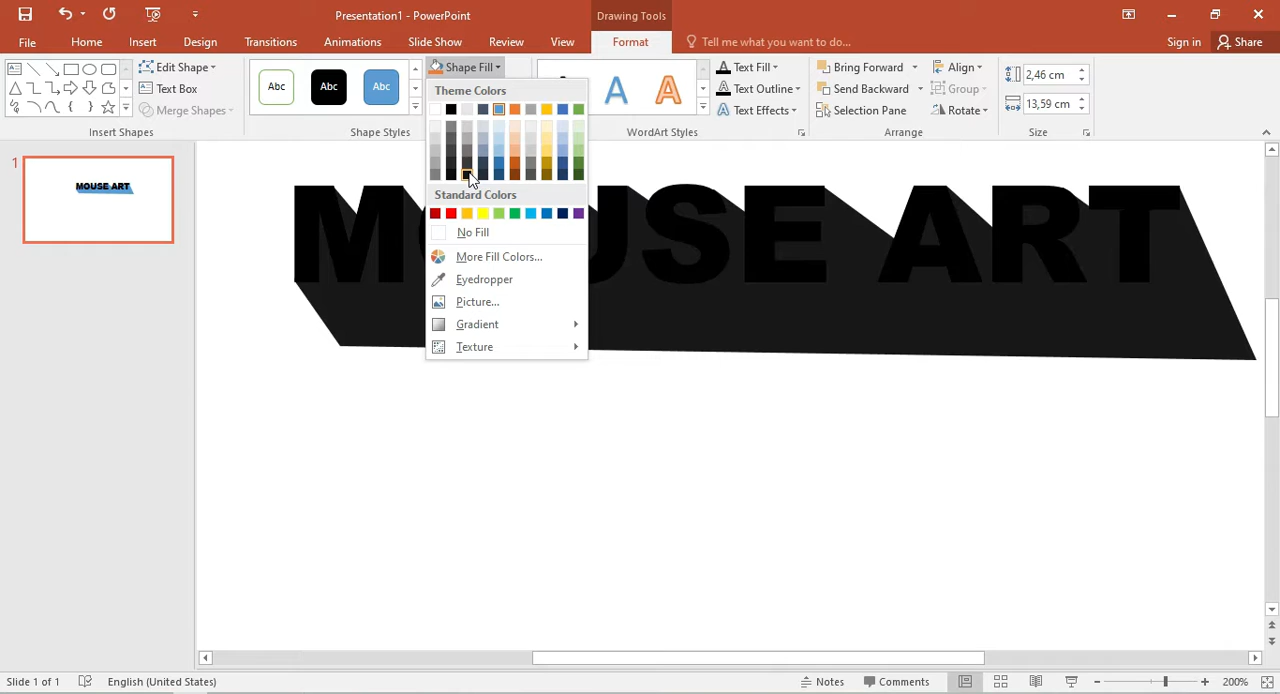 Presentation1 - PowerPoint
Drawing Tools
File Home Insert Design Transitions Animations Slide Show Review View Format Tell me what you want to do... Sign in Share
Edit Shape
Text Box
Merge Shapes
Insert Shapes
Abc Abc Abc
Shape Styles
Shape Fill
Theme Colors
Standard Colors
No Fill
More Fill Colors...
Eyedropper
Picture...
Gradient
Texture
A A
Text Fill
Text Outline
Text Effects
WordArt Styles
Bring Forward
Send Backward
Selection Pane
Align
Group
Rotate
Arrange
2,46 cm
13,59 cm
Size
1
MOUSE ART
MOUSE ART
Slide 1 of 1 English (United States) Notes Comments 200%